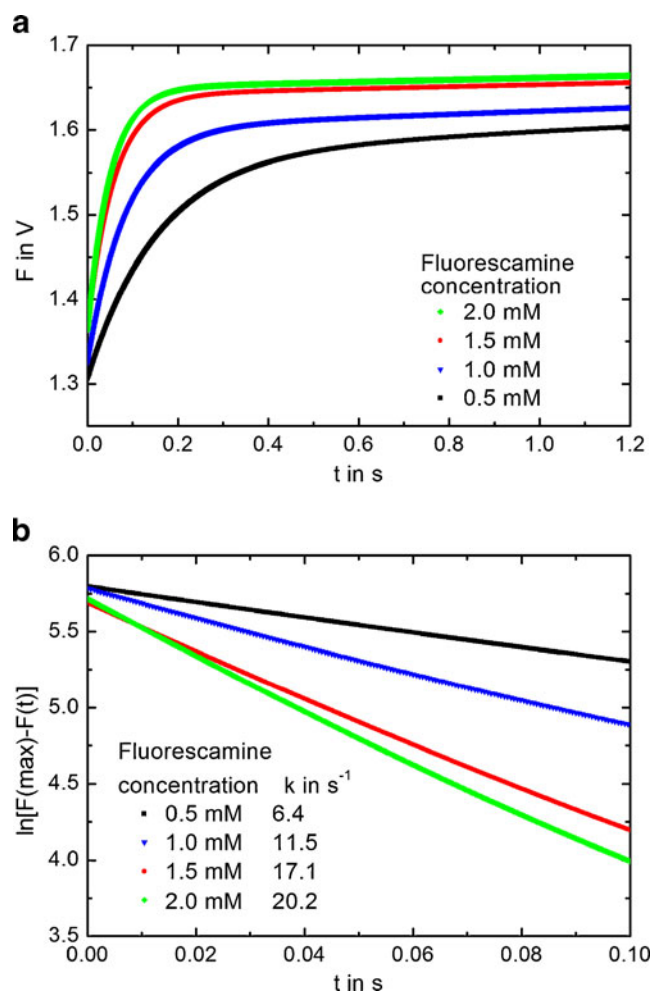 a
1.7
1.6
1.5
1.4
1.3
F in V
Fluorescamine
concentration
2.0 mM
1.5 mM
1.0 mM
0.5 mM
0.0 0.2 0.4 0.6 0.8 1.0 1.2
t in s
b
6.0
5.5
5.0
4.5
4.0
3.5
ln[F(max)-F(t)]
Fluorescamine
concentration k in s⁻¹
0.5 mM 6.4
1.0 mM 11.5
1.5 mM 17.1
2.0 mM 20.2
0.00 0.02 0.04 0.06 0.08 0.10
t in s